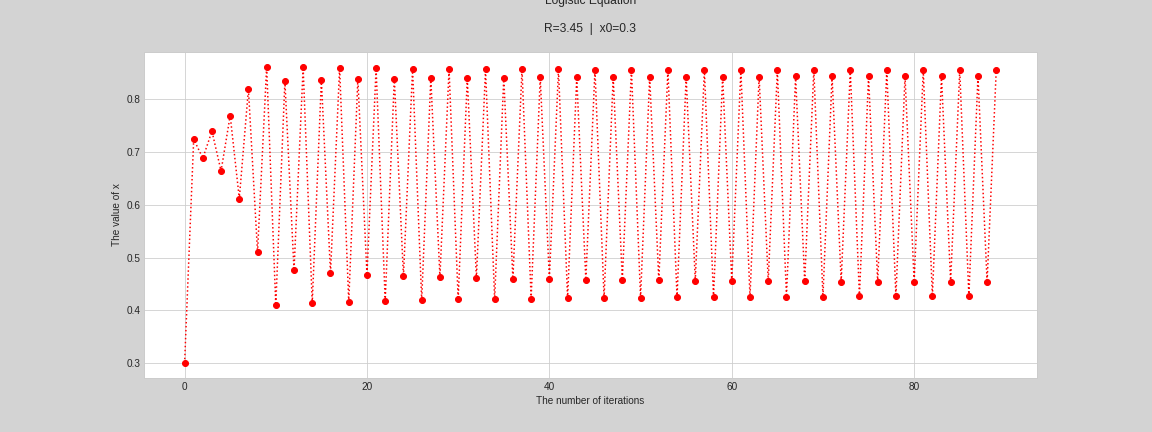 Logistic Equation
R=3.45 | x0=0.3
0.8
0.7
0.6
0.5
0.4
0.3
The value of x
0 20 40 60 80
The number of iterations